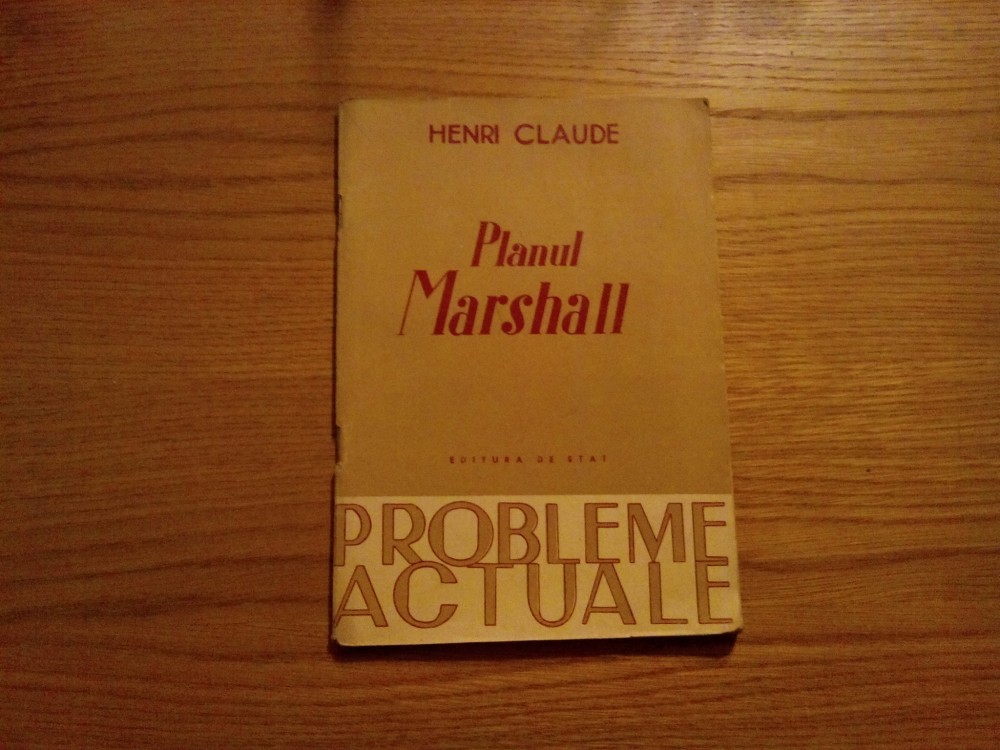 HENRI CLAUDE
Planul
Marshall
EDITURA DE STAT
PROBLEME
ACTUALE